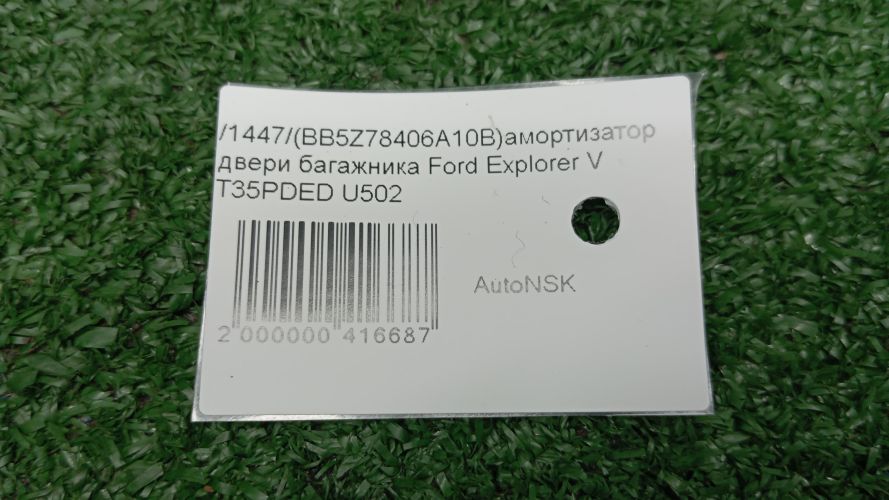 /1447/(BB5Z78406A10B)амортизатор
двери багажника Ford Explorer V
T35PDED U502
AutoNSK
2 000000 416687